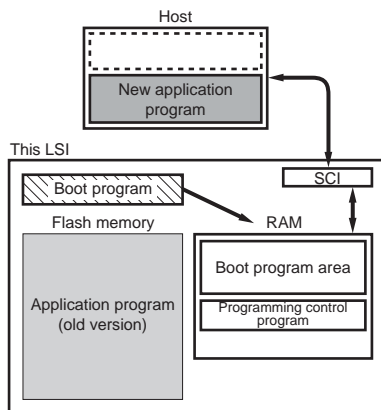 Host
New application
program
This LSI
SCI
Boot program
Flash memory
RAM
Boot program area
Application program
(old version)
Programming control
program